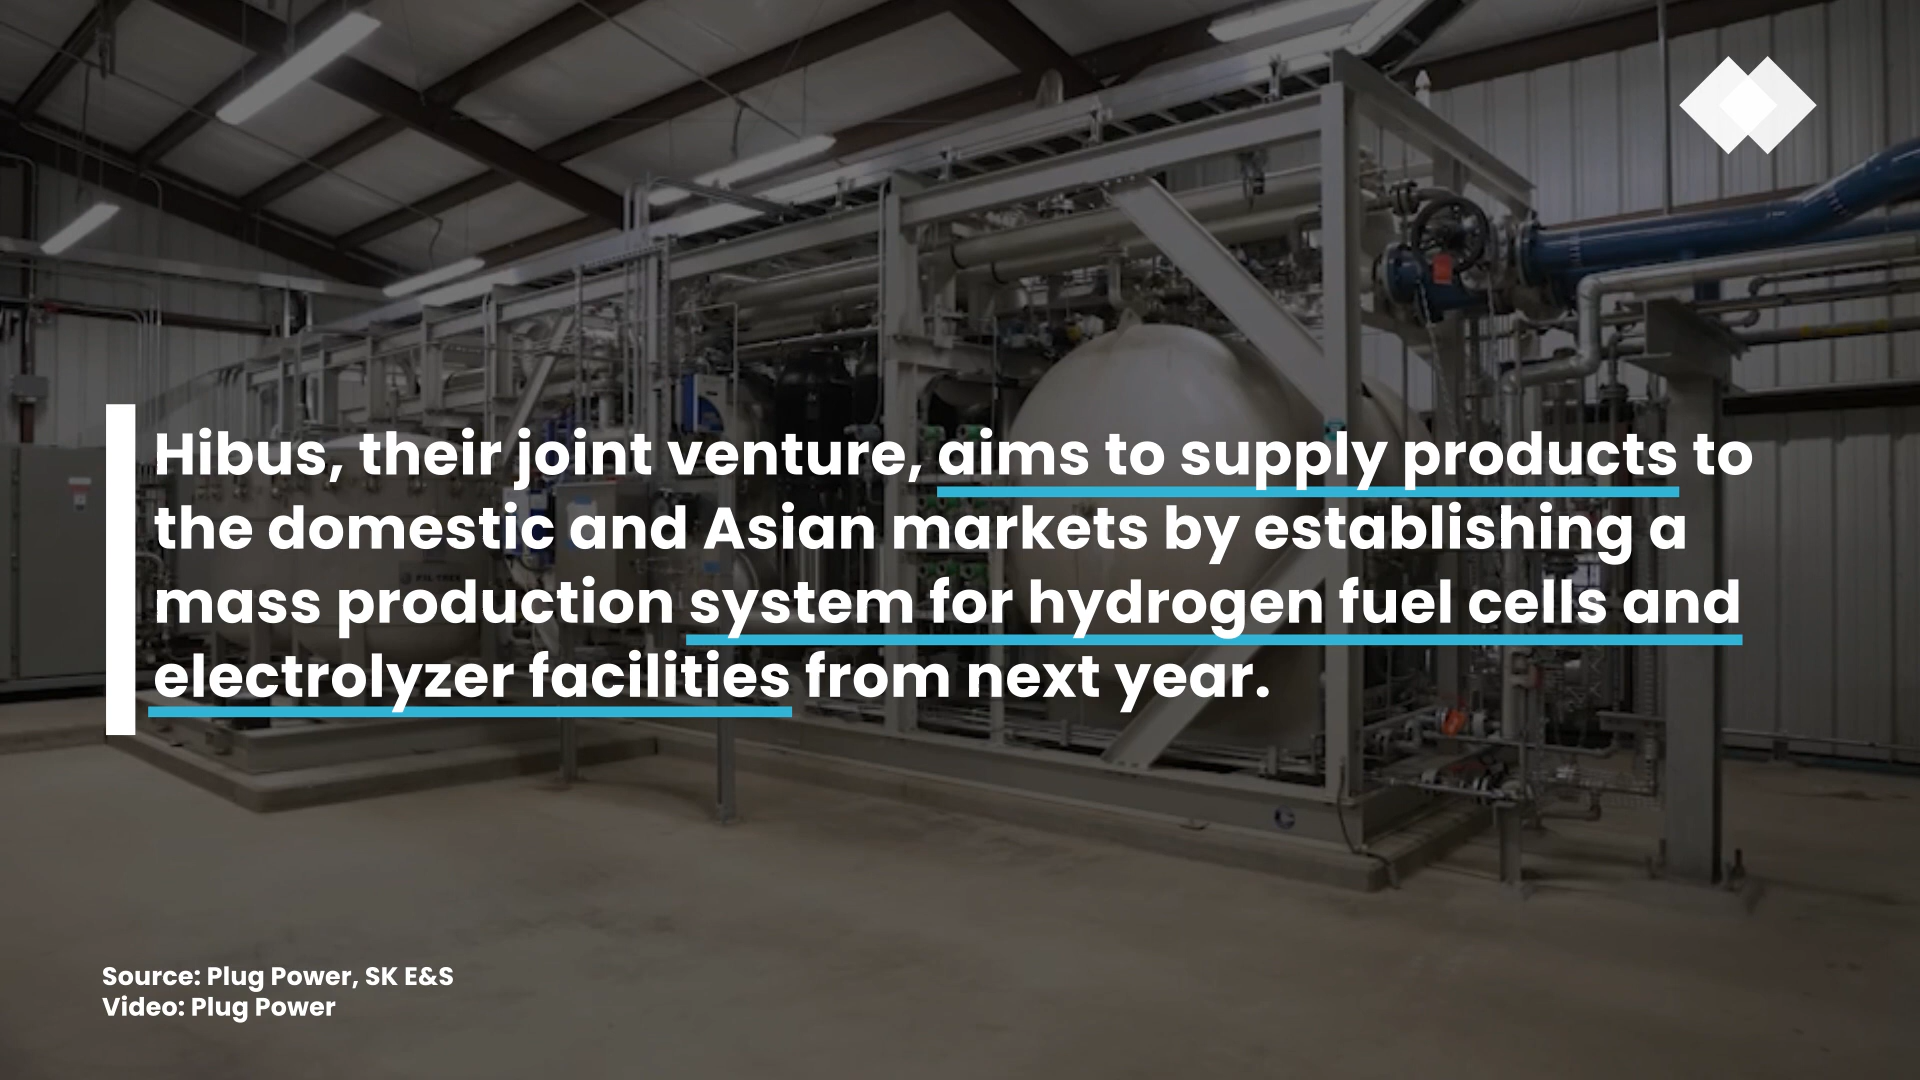 Hibus, their joint venture, aims to supply products to
the domestic and Asian markets by establishing a
mass production system for hydrogen fuel cells and
electrolyzer facilities from next year.
Source: Plug Power, SK E&S
Video: Plug Power